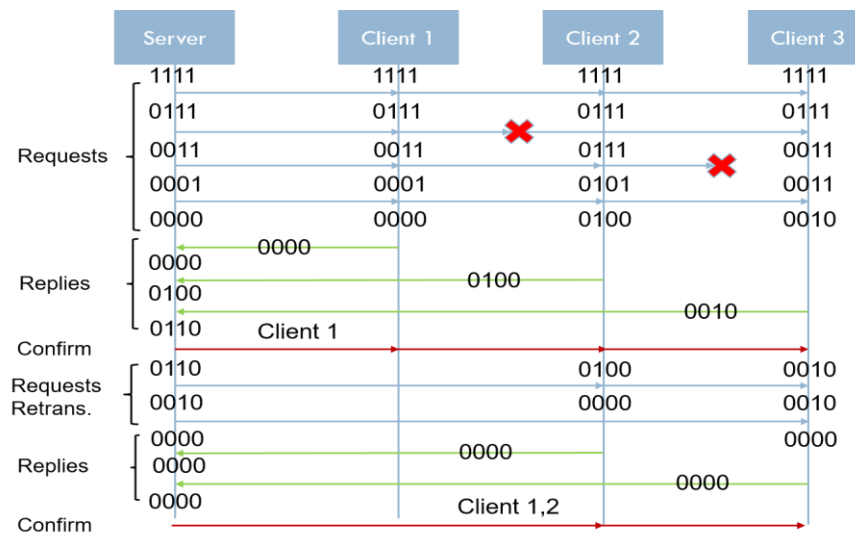 Server Client 1 Client 2 Client 3
1111 1111 1111 1111
0111 0111 0111 0111
Requests 0011 0011 0111 0011
0001 0001 0101 0011
0000 0000 0100 0010
0000
0000
Replies 0100 0100
0010
0110 Client 1
Confirm
0110 0100 0010
Requests
Retrans. 0010 0000 0010
0000 0000
0000
Replies 0000
0000
0000 Client 1,2
Confirm